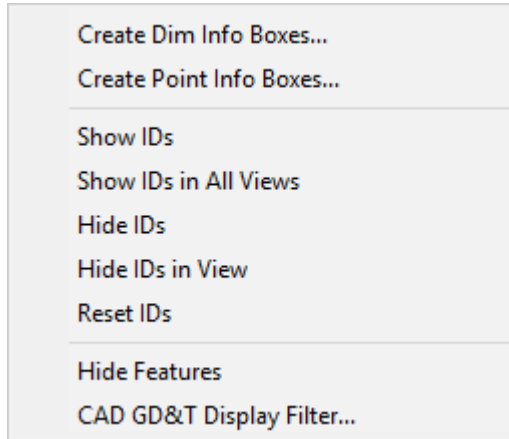 Create Dim Info Boxes...
Create Point Info Boxes...
Show IDs
Show IDs in All Views
Hide IDs
Hide IDs in View
Reset IDs
Hide Features
CAD GD&T Display Filter...